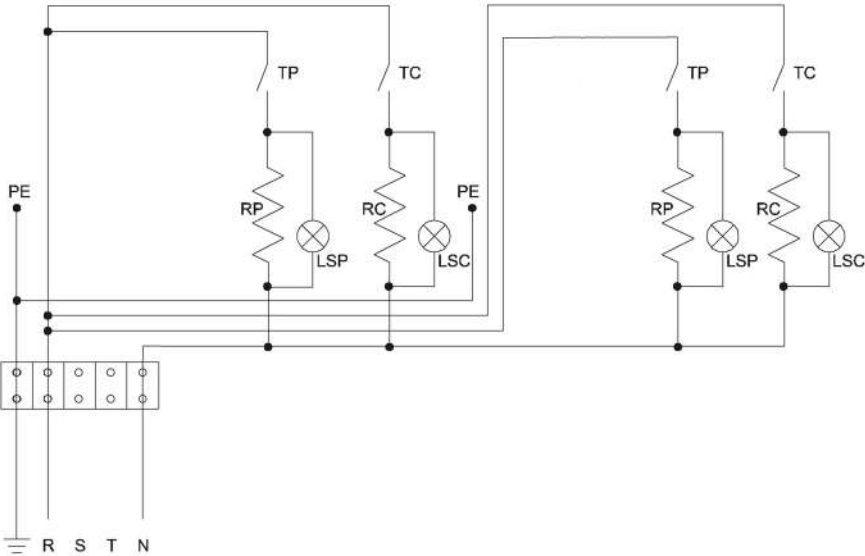 TP TC TP TC
PE RP RC PE RP RC
LSP LSC LSP LSC
R S T N